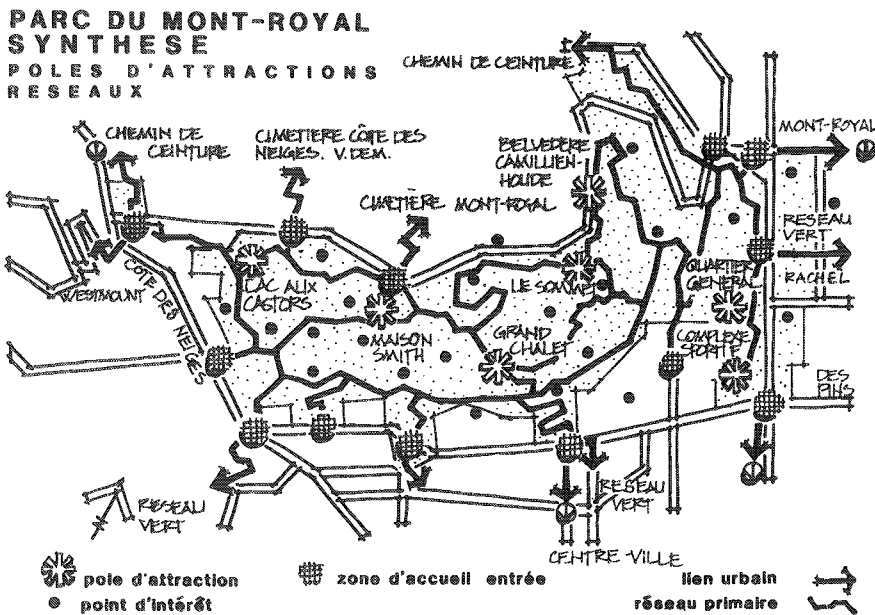 PARC DU MONT-ROYAL
SYNTHESE
POLES D'ATTRACTIONS
RESEAUX
CHEMIN DE CEINTURE
CHEMIN DE
CEINTURE
CIMETIERE CÔTE DES
NEIGES. V.DEM.
BELVEDERE
CAMILLIEN-
HOUDE
MONT-ROYAL
CIMETIÈRE MONT-ROYAL
RESEAU
VERT
RACHEL
WESTMOUNT
CÔTE DES NEIGES
LAC AUX
CASTORS
LE SOMMET
QUARTIER
GENERAL
MAISON
SMITH
GRAND
CHALET
COMPLEXE
SPORTIF
DES
PINS
RESEAU
VERT
RESEAU
VERT
CENTRE-VILLE
pole d'attraction
zone d'accueil entrée
lien urbain
point d'intérêt
réseau primaire